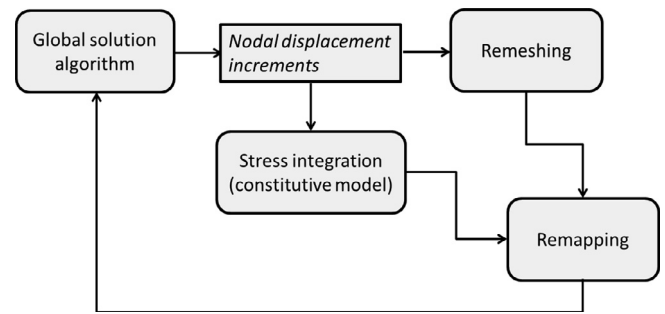 Global solution
algorithm
Nodal displacement
increments
Remeshing
Stress integration
(constitutive model)
Remapping